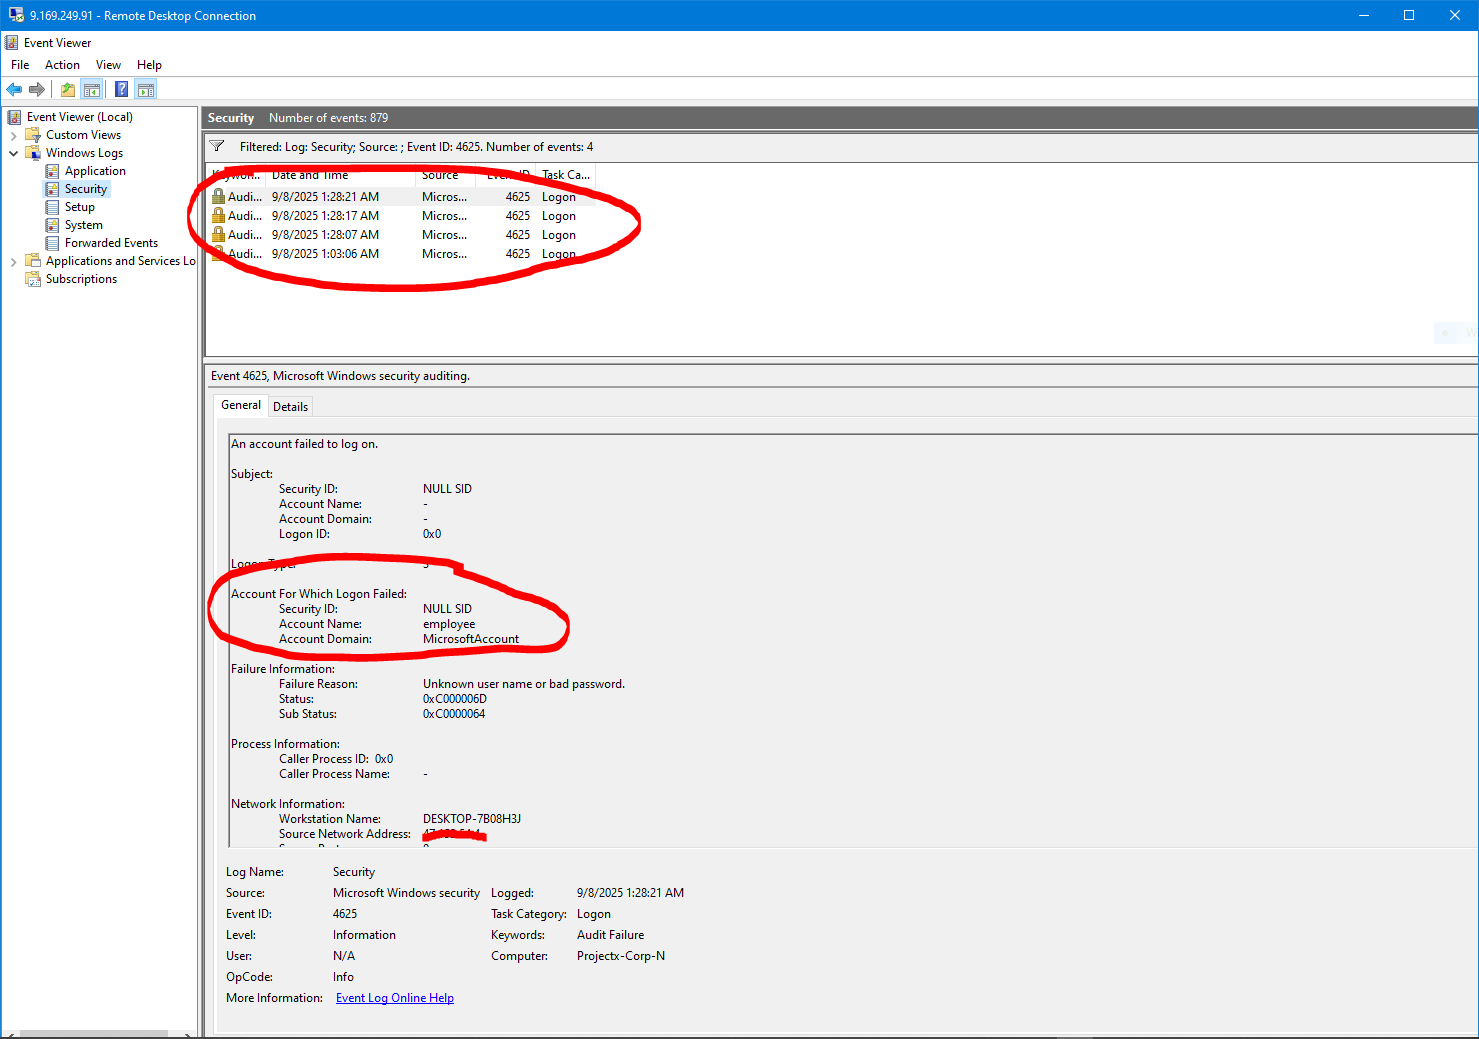 9.169.249.91 - Remote Desktop Connection
Event Viewer
File Action View Help
Event Viewer (Local)
Custom Views
Windows Logs
Application
Security
Setup
System
Forwarded Events
Applications and Services Lo
Subscriptions
Security Number of events: 879
Filtered: Log: Security; Source: ; Event ID: 4625. Number of events: 4
Date and Time Source Event ID Task Ca...
Audi... 9/8/2025 1:28:21 AM Micros... 4625 Logon
Audi... 9/8/2025 1:28:17 AM Micros... 4625 Logon
Audi... 9/8/2025 1:28:07 AM Micros... 4625 Logon
Audi... 9/8/2025 1:03:06 AM Micros... 4625 Logon
Event 4625, Microsoft Windows security auditing.
General Details
An account failed to log on.
Subject:
Security ID: NULL SID
Account Name: -
Account Domain: -
Logon ID: 0x0
Logon Type:
Account For Which Logon Failed:
Security ID: NULL SID
Account Name: employee
Account Domain: MicrosoftAccount
Failure Information:
Failure Reason: Unknown user name or bad password.
Status: 0xC000006D
Sub Status: 0xC0000064
Process Information:
Caller Process ID: 0x0
Caller Process Name: -
Network Information:
Workstation Name: DESKTOP-7B08H3J
Source Network Address:
Log Name: Security
Source: Microsoft Windows security Logged: 9/8/2025 1:28:21 AM
Event ID: 4625 Task Category: Logon
Level: Information Keywords: Audit Failure
User: N/A Computer: Projectx-Corp-N
OpCode: Info
More Information: Event Log Online Help